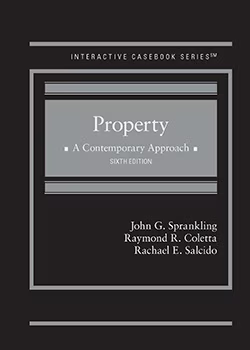 INTERACTIVE CASEBOOK SERIES℠
Property
■ A Contemporary Approach ■
SIXTH EDITION
John G. Sprankling
Raymond R. Coletta
Rachael E. Salcido